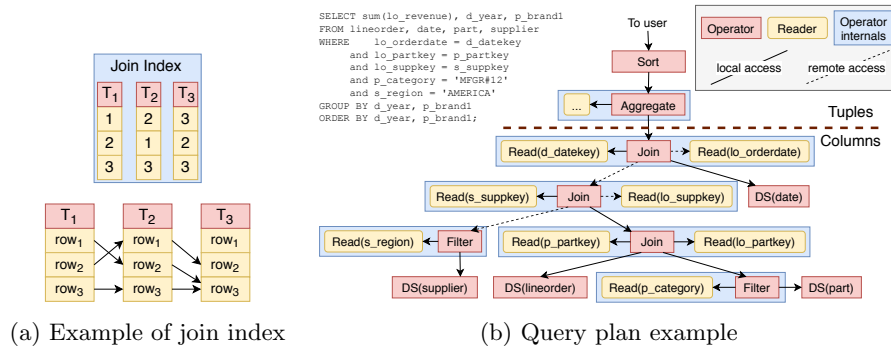 Join Index
T1 T2 T3
1 2 3
2 1 2
3 3 3
T1 T2 T3
row1 row1 row1
row2 row2 row2
row3 row3 row3
(a) Example of join index
SELECT sum(lo_revenue), d_year, p_brand1
FROM lineorder, date, part, supplier
WHERE lo_orderdate = d_datekey
and lo_partkey = p_partkey
and lo_suppkey = s_suppkey
and p_category = 'MFGR#12'
and s_region = 'AMERICA'
GROUP BY d_year, p_brand1
ORDER BY d_year, p_brand1;
To user
Operator Reader Operator
internals
local access remote access
Sort
... Aggregate
Tuples
Columns
Read(d_datekey) Join Read(lo_orderdate)
Read(s_suppkey) Join Read(lo_suppkey) DS(date)
Read(s_region) Filter Read(p_partkey) Join Read(lo_partkey)
DS(supplier) DS(lineorder) Read(p_category) Filter DS(part)
(b) Query plan example